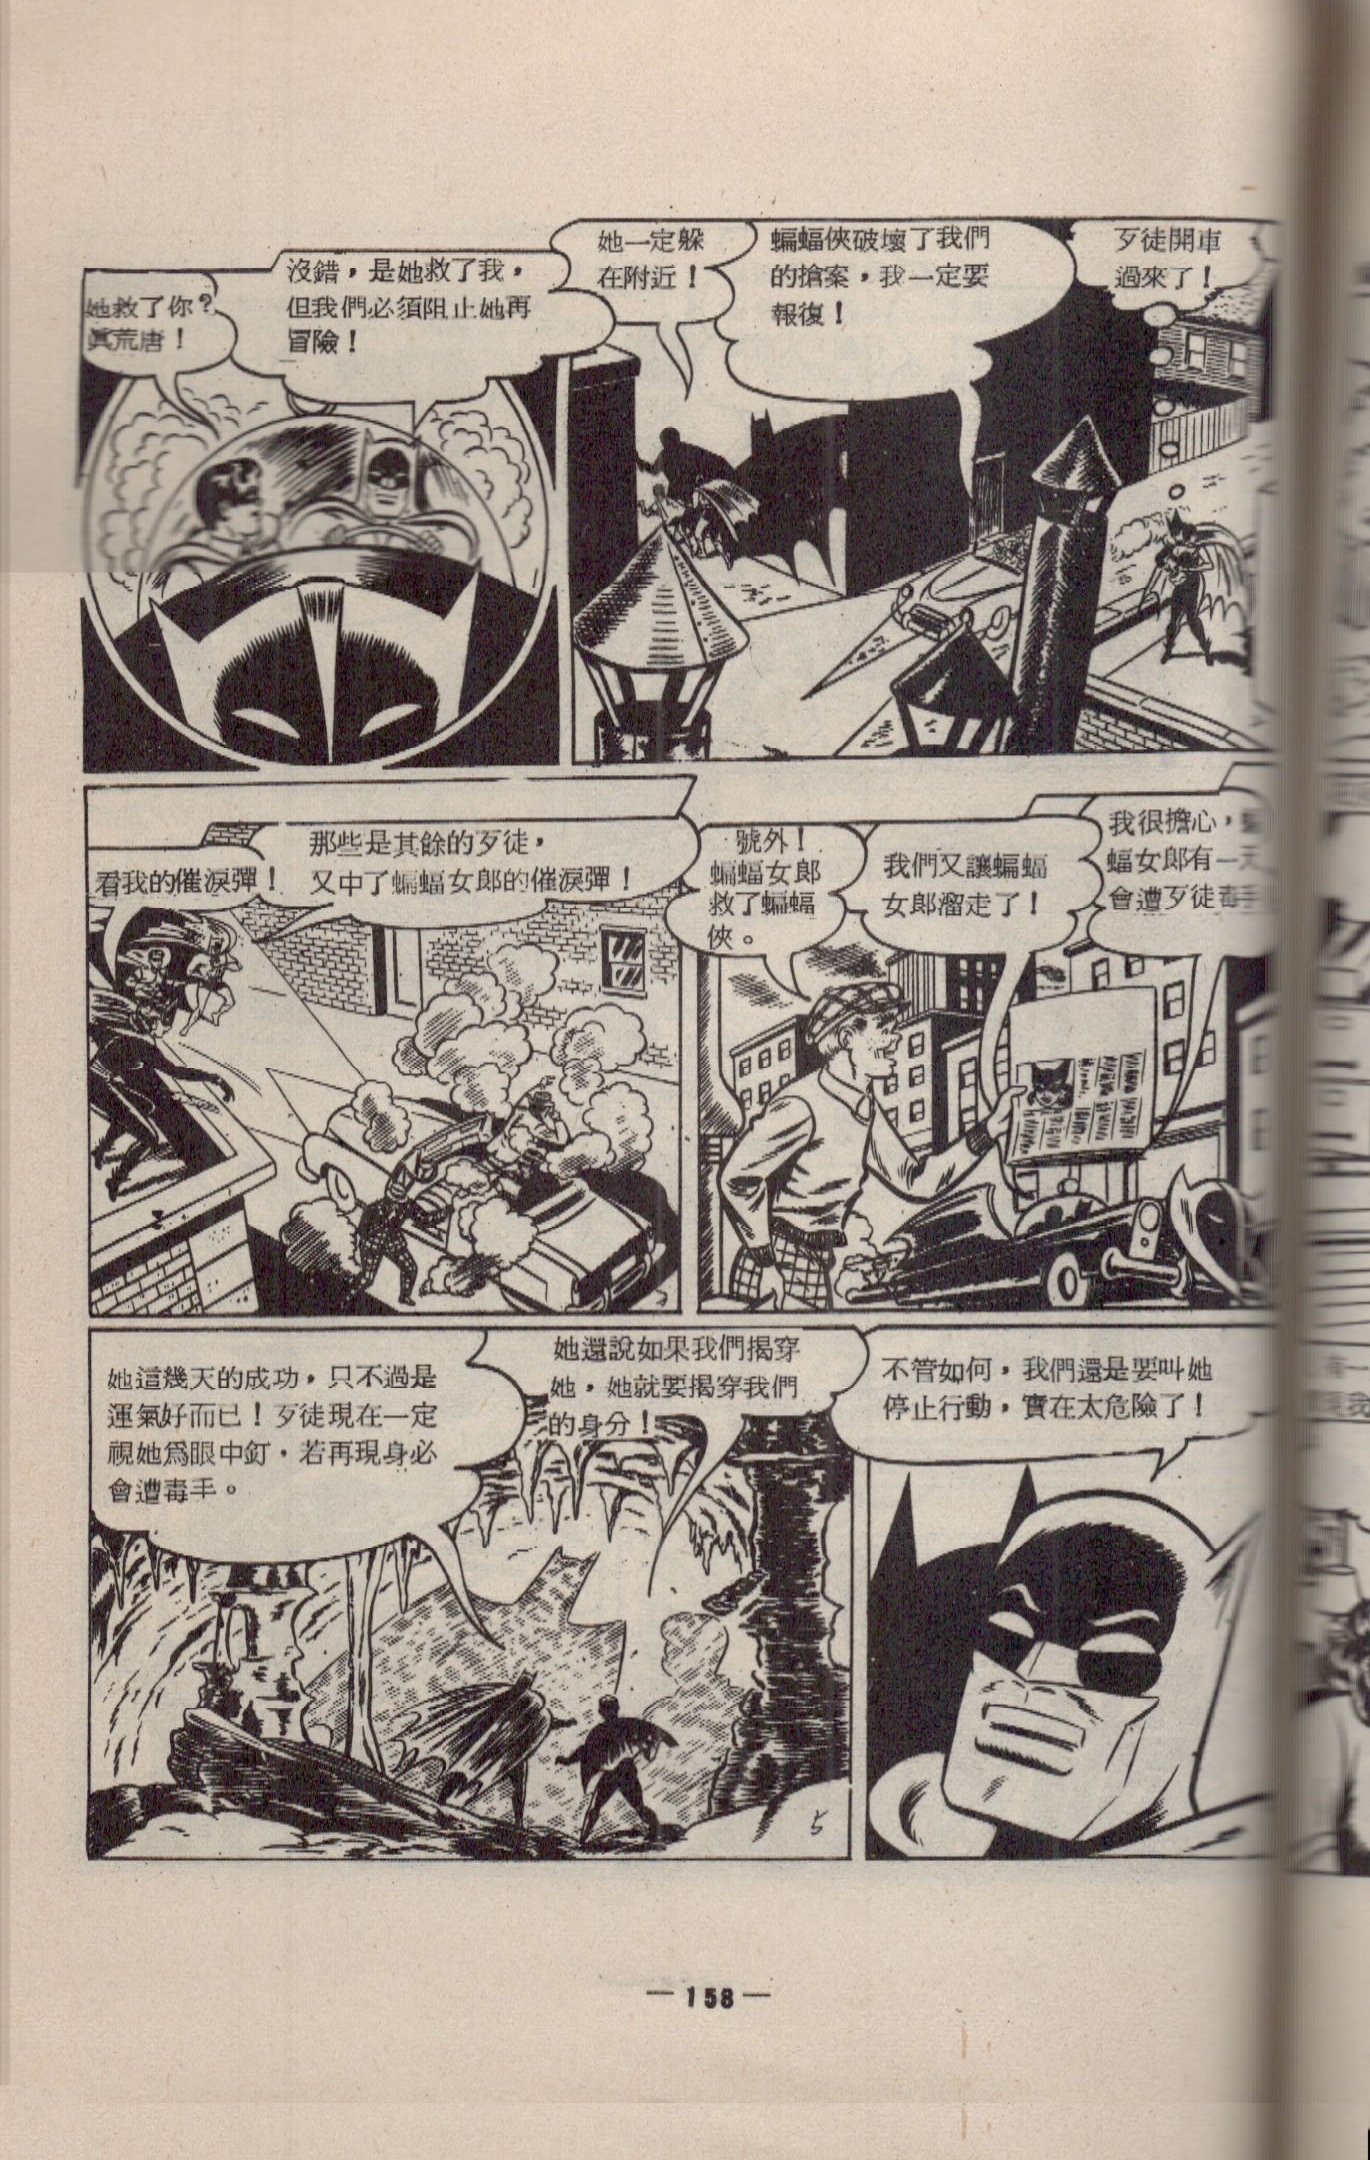 她救了你？
眞荒唐！
沒錯，是她救了我，
但我們必須阻止她再
冒險！
她一定躲
在附近！
蝙蝠俠破壞了我們
的搶案，我一定要
報復！
歹徒開車
過來了！
看我的催淚彈！
那些是其餘的歹徒，
又中了蝙蝠女郎的催淚彈！
號外！
蝙蝠女郎
救了蝙蝠
俠。
我們又讓蝙蝠
女郎溜走了！
我很擔心，
蝠女郎有一天
會遭歹徒毒手
她這幾天的成功，只不過是
運氣好而已！歹徒現在一定
視她爲眼中釘，若再現身必
會遭毒手。
她還說如果我們揭穿
她，她就要揭穿我們
的身分！
不管如何，我們還是要叫她
停止行動，實在太危險了！
5
— 158 —